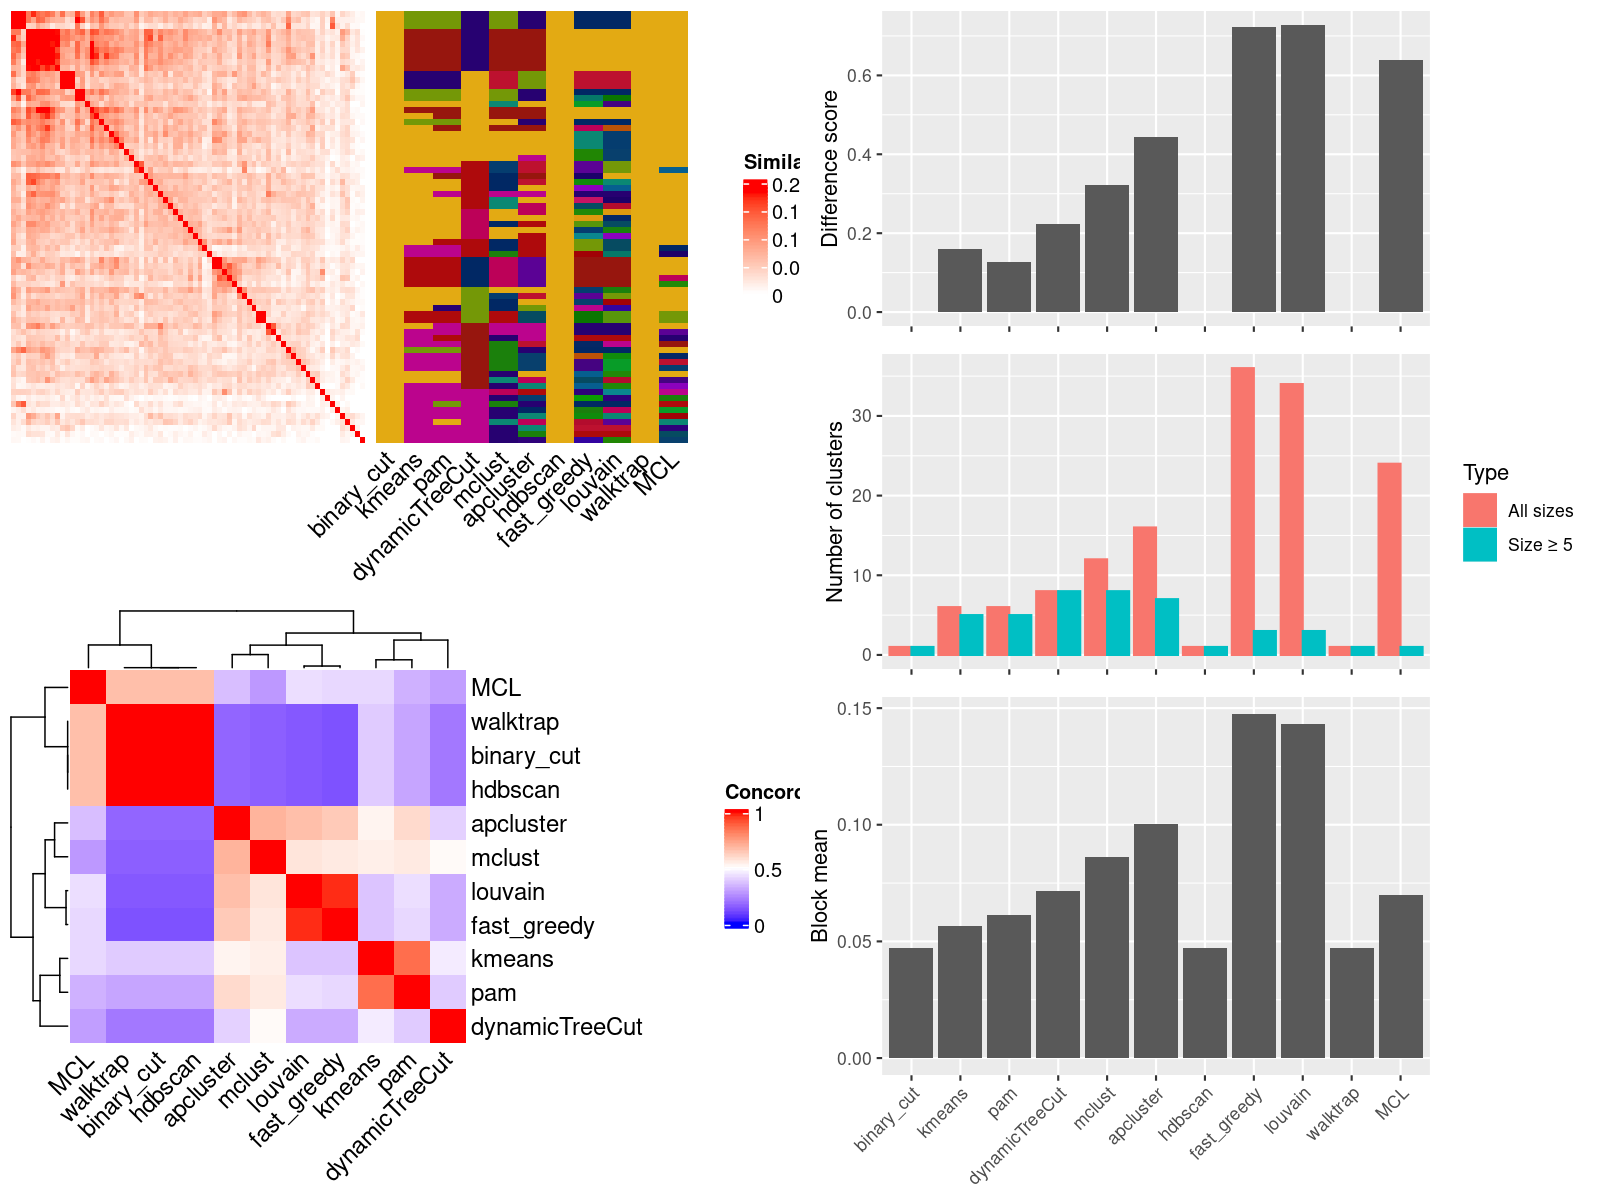 Simila
0.2
0.1
0.1
0.0
0
binary_cut
kmeans
pam
dynamicTreeCut
mclust
apcluster
hdbscan
fast_greedy
louvain
walktrap
MCL
MCL
walktrap
binary_cut
hdbscan
apcluster
mclust
louvain
fast_greedy
kmeans
pam
dynamicTreeCut
MCL
walktrap
binary_cut
hdbscan
apcluster
mclust
louvain
fast_greedy
kmeans
pam
dynamicTreeCut
Concord
1
0.5
0
Difference score
0.6
0.4
0.2
0.0
Number of clusters
30
20
10
0
Type
All sizes
Size ≥ 5
Block mean
0.15
0.10
0.05
0.00
binary_cut
kmeans
pam
dynamicTreeCut
mclust
apcluster
hdbscan
fast_greedy
louvain
walktrap
MCL